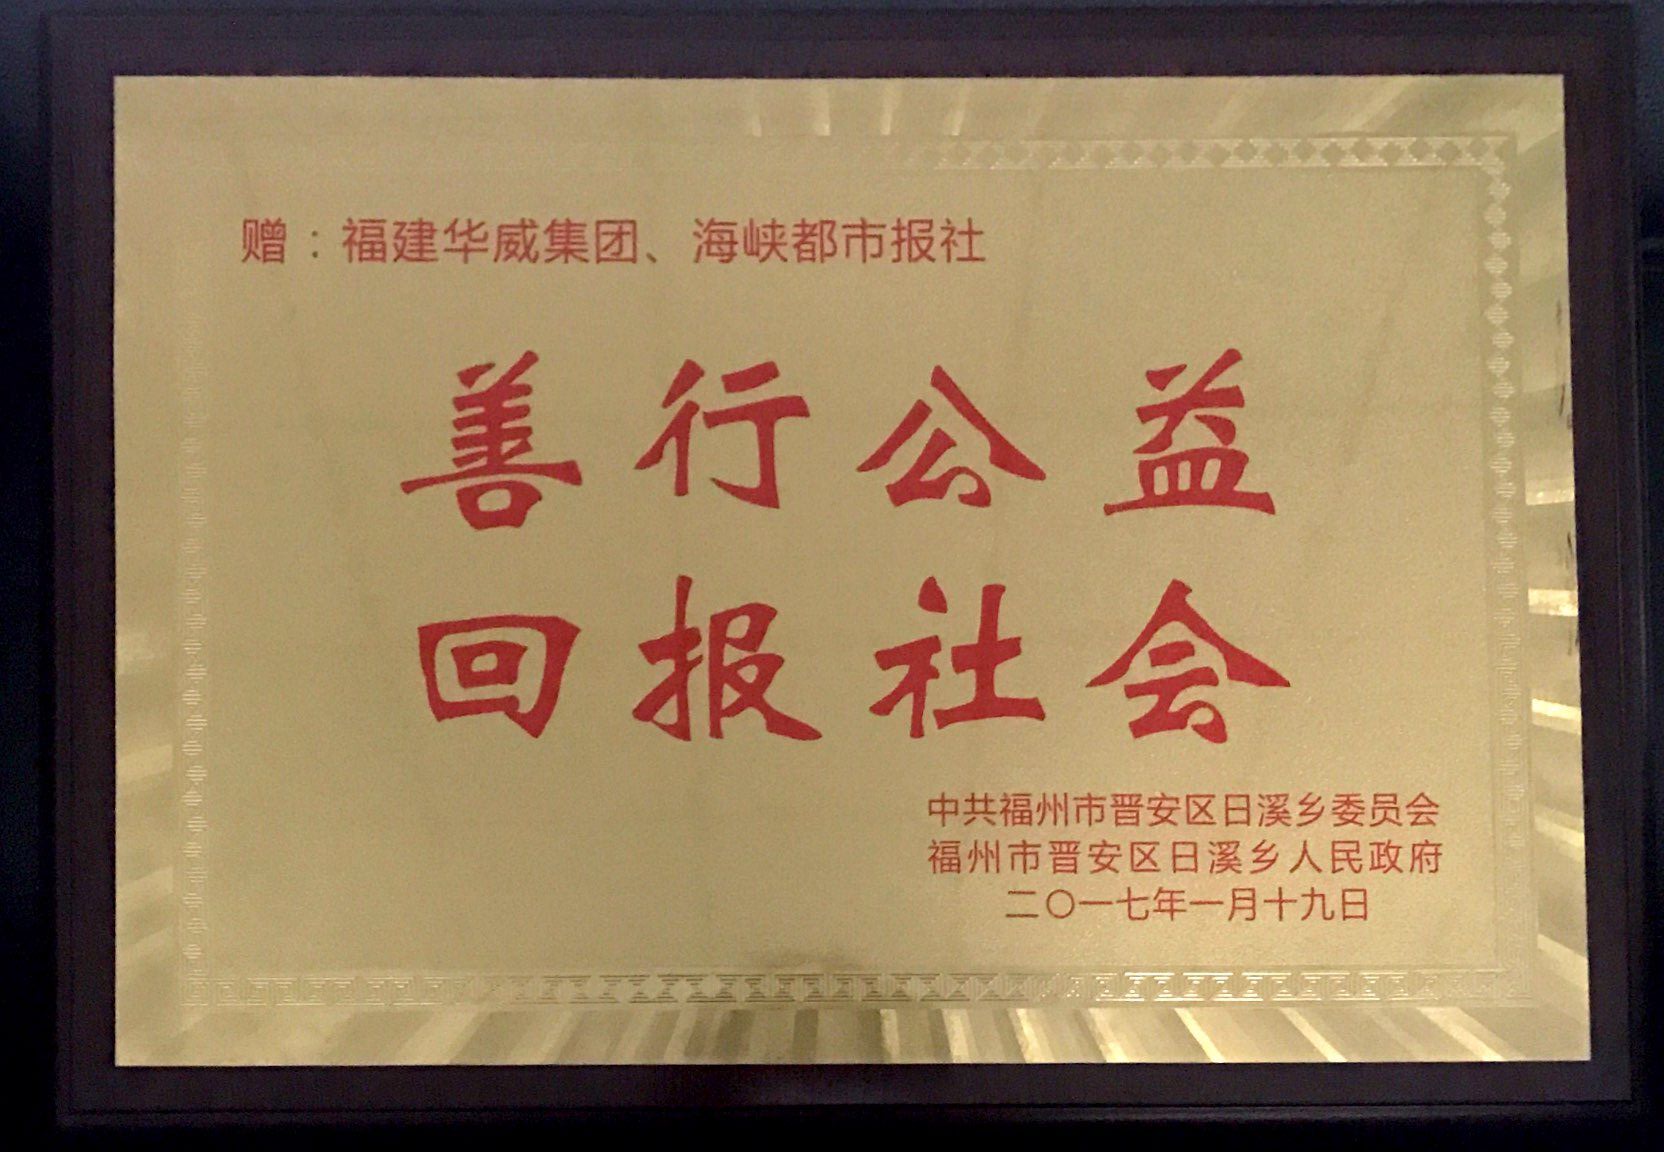 赠：福建华威集团、海峡都市报社
善行公益
回报社会
中共福州市晋安区日溪乡委员会
福州市晋安区日溪乡人民政府
二〇一七年一月十九日